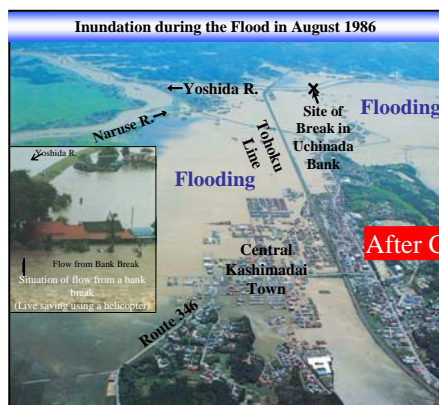 Inundation during the Flood in August 1986
Yoshida R.
Naruse R.
Tohoku
Line
Site of
Break in
Uchinada
Bank
Flooding
Flooding
Yoshida R.
Flow from Bank Break
Situation of flow from a bank
break
(Live saving using a helicopter)
Central
Kashimadai
Town
Route 346
After